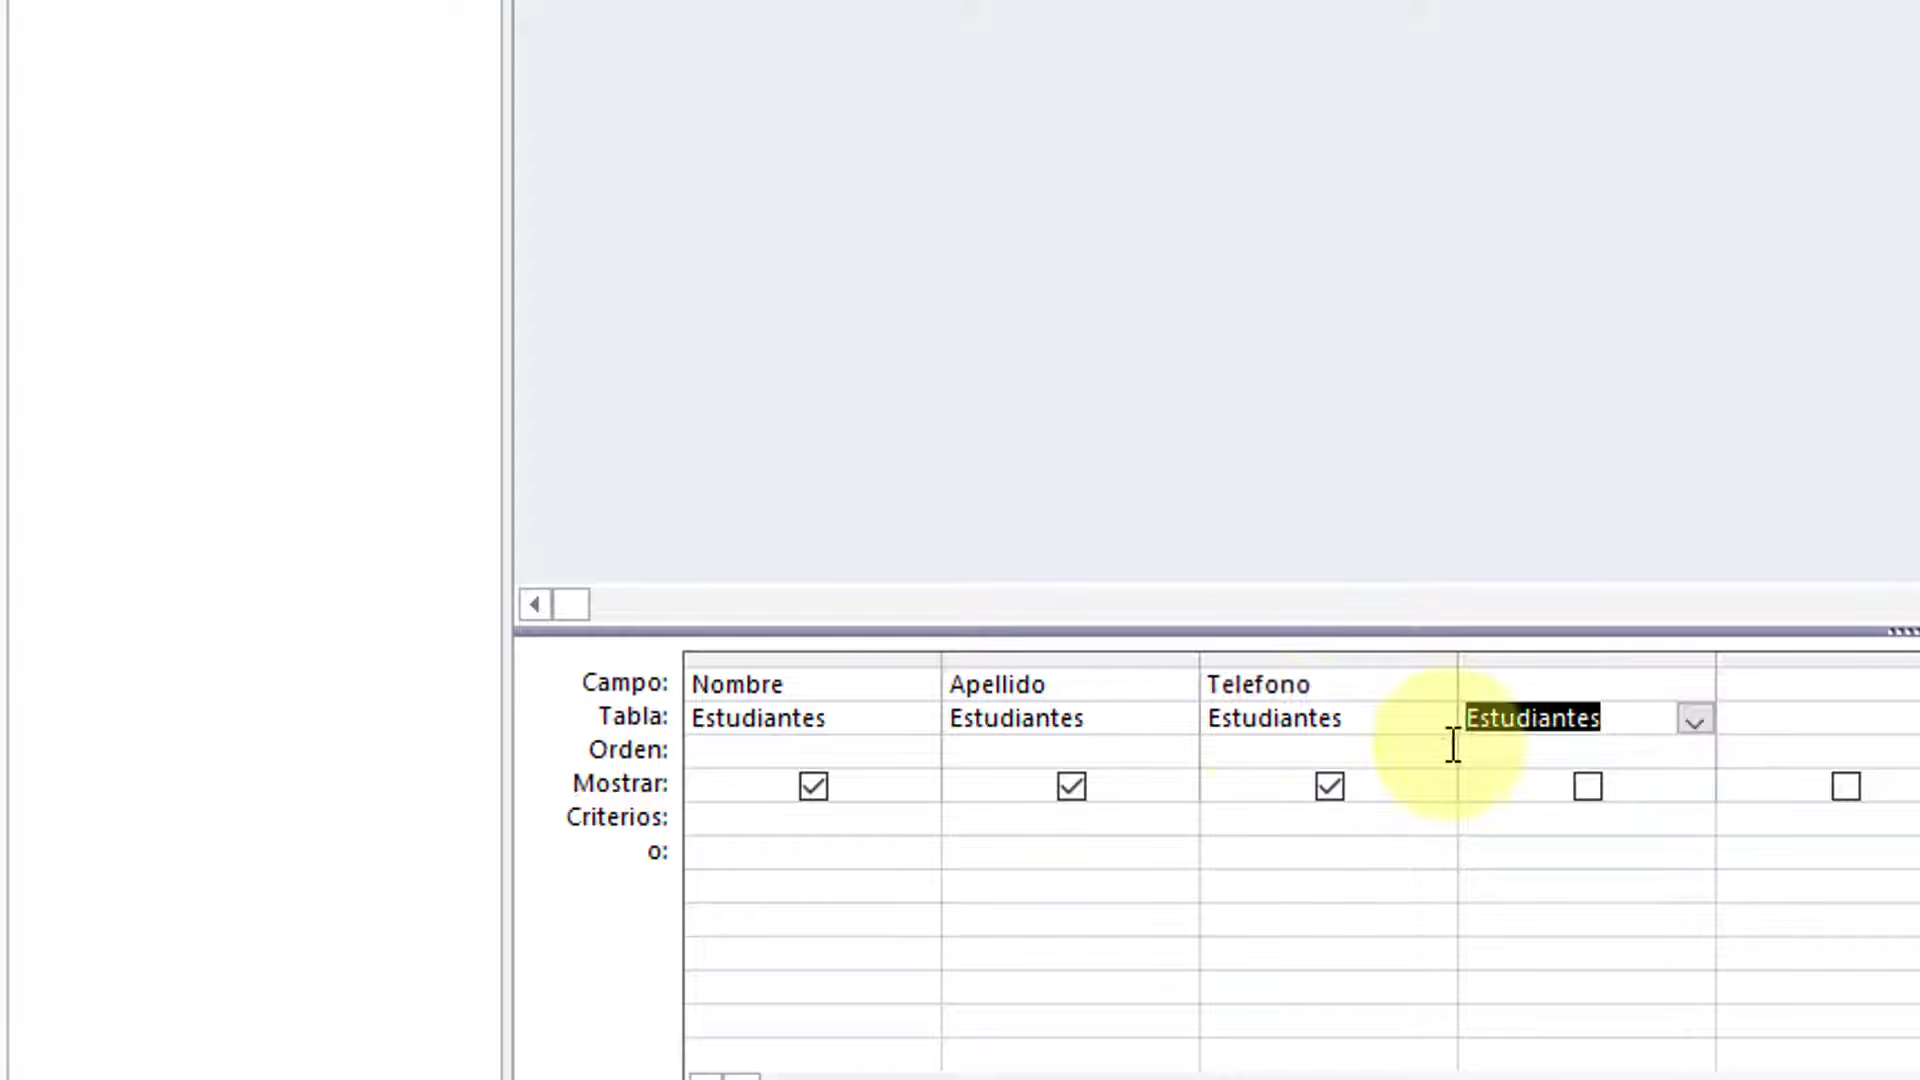 Campo: Nombre Apellido Telefono
Tabla: Estudiantes Estudiantes Estudiantes Estudiantes
Orden:
Mostrar:
Criterios:
o: